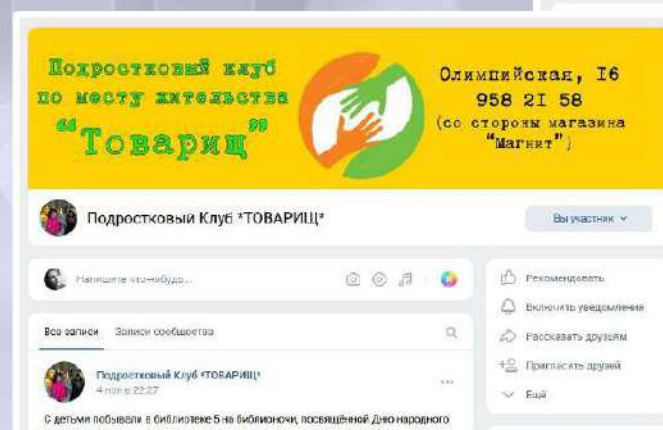 Подростковый клуб
по месту жительства
“Товарищ”
Олимпийская, I6
958 2I 58
(со стороны магазина
“Магнит”)
Подростковый Клуб *ТОВАРИЩ*
Вы участник
Напишите что-нибудь...
Все записи Записи сообщества
Подростковый Клуб *ТОВАРИЩ*
4 ноя в 22:27
С детьми побывали в библиотеке 5 на библионочи, посвящённой Дню народного
Рекомендовать
Включить уведомления
Рассказать друзьям
Пригласить друзей
Ещё